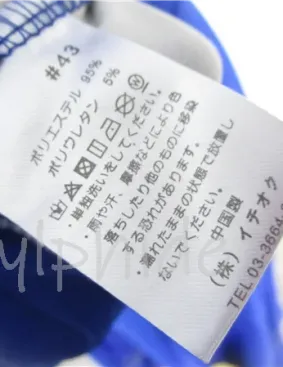 #43
ポリエステル 95%
ポリウレタン 5%
・単独洗いをしてください。
・雨や汗、摩擦などにより色
落ちしたり他のものに移染
する恐れがあります。
・濡れたままの状態で放置し
ないでください。
中国製
(株)イチオク
TEL.03-3664-